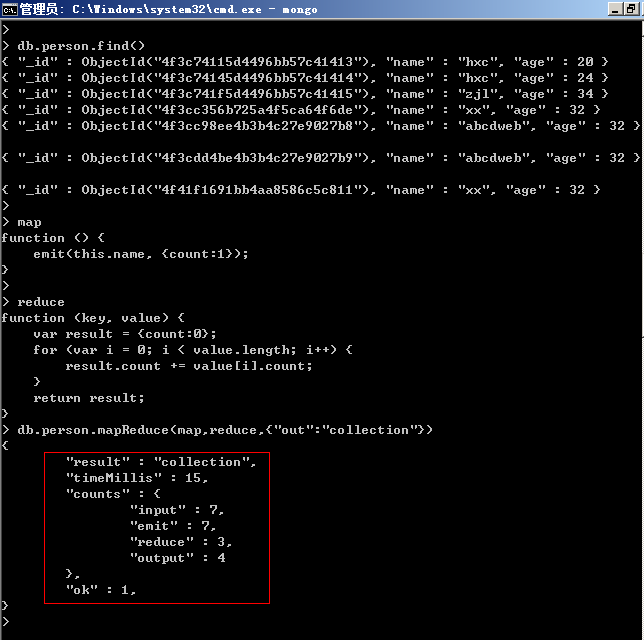 管理员: C:\Windows\system32\cmd.exe - mongo
>
> db.person.find()
{ "_id" : ObjectId("4f3c74115d4496bb57c41413"), "name" : "hxc", "age" : 20 }
{ "_id" : ObjectId("4f3c74145d4496bb57c41414"), "name" : "hxc", "age" : 24 }
{ "_id" : ObjectId("4f3c741f5d4496bb57c41415"), "name" : "zjl", "age" : 34 }
{ "_id" : ObjectId("4f3cc356b725a4f5ca64f6de"), "name" : "xx", "age" : 32 }
{ "_id" : ObjectId("4f3cc98ee4b3b4c27e9027b8"), "name" : "abcdweb", "age" : 32 }
{ "_id" : ObjectId("4f3cdd4be4b3b4c27e9027b9"), "name" : "abcdweb", "age" : 32 }
{ "_id" : ObjectId("4f41f1691bb4aa8586c5c811"), "name" : "xx", "age" : 32 }
>
> map
function () {
    emit(this.name, {count:1});
}
>
> reduce
function (key, value) {
    var result = {count:0};
    for (var i = 0; i < value.length; i++) {
        result.count += value[i].count;
    }
    return result;
}
> db.person.mapReduce(map,reduce,{"out":"collection"})
{
        "result" : "collection",
        "timeMillis" : 15,
        "counts" : {
                "input" : 7,
                "emit" : 7,
                "reduce" : 3,
                "output" : 4
        },
        "ok" : 1,
}
>